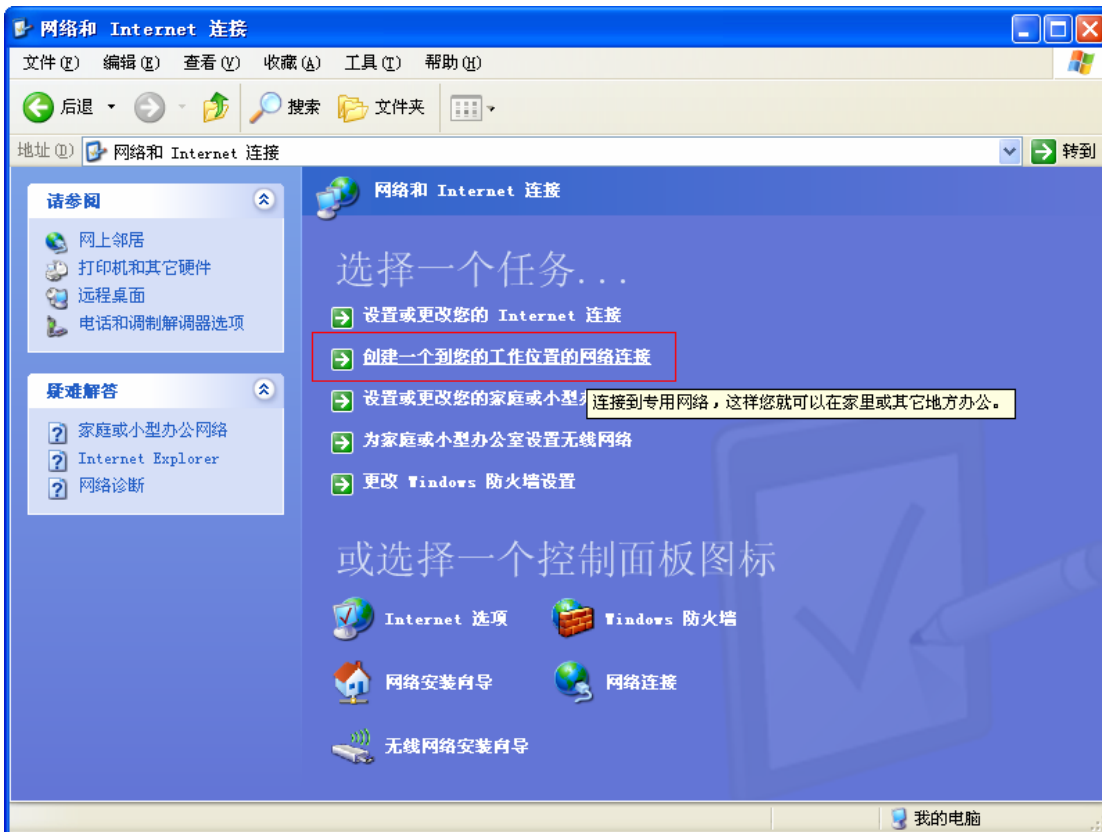 网络和 Internet 连接
文件(F) 编辑(E) 查看(V) 收藏(A) 工具(T) 帮助(H)
后退 搜索 文件夹
地址(D) 网络和 Internet 连接 转到
请参阅
网上邻居
打印机和其它硬件
远程桌面
电话和调制解调器选项
疑难解答
家庭或小型办公网络
Internet Explorer
网络诊断
网络和 Internet 连接
选择一个任务...
设置或更改您的 Internet 连接
创建一个到您的工作位置的网络连接
设置或更改您的家庭或小型
连接到专用网络，这样您就可以在家里或其它地方办公。
为家庭或小型办公室设置无线网络
更改 Windows 防火墙设置
或选择一个控制面板图标
Internet 选项 Windows 防火墙
网络安装向导 网络连接
无线网络安装向导
我的电脑